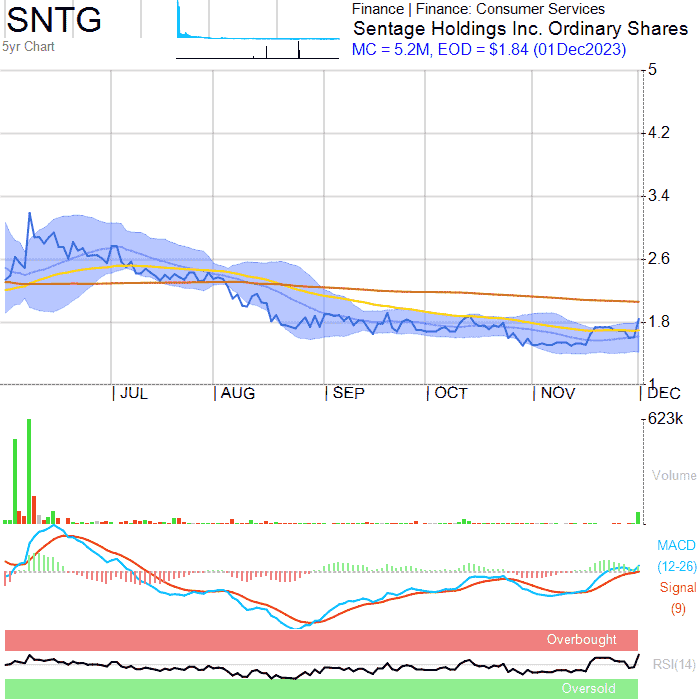 SNTG
5yr Chart
Finance | Finance: Consumer Services
Sentage Holdings Inc. Ordinary Shares
MC = 5.2M, EOD = $1.84 (01Dec2023)
5
4.2
3.4
2.6
1.8
1
JUL AUG SEP OCT NOV DEC
623k
Volume
MACD
(12-26)
Signal
(9)
Overbought
RSI(14)
Oversold